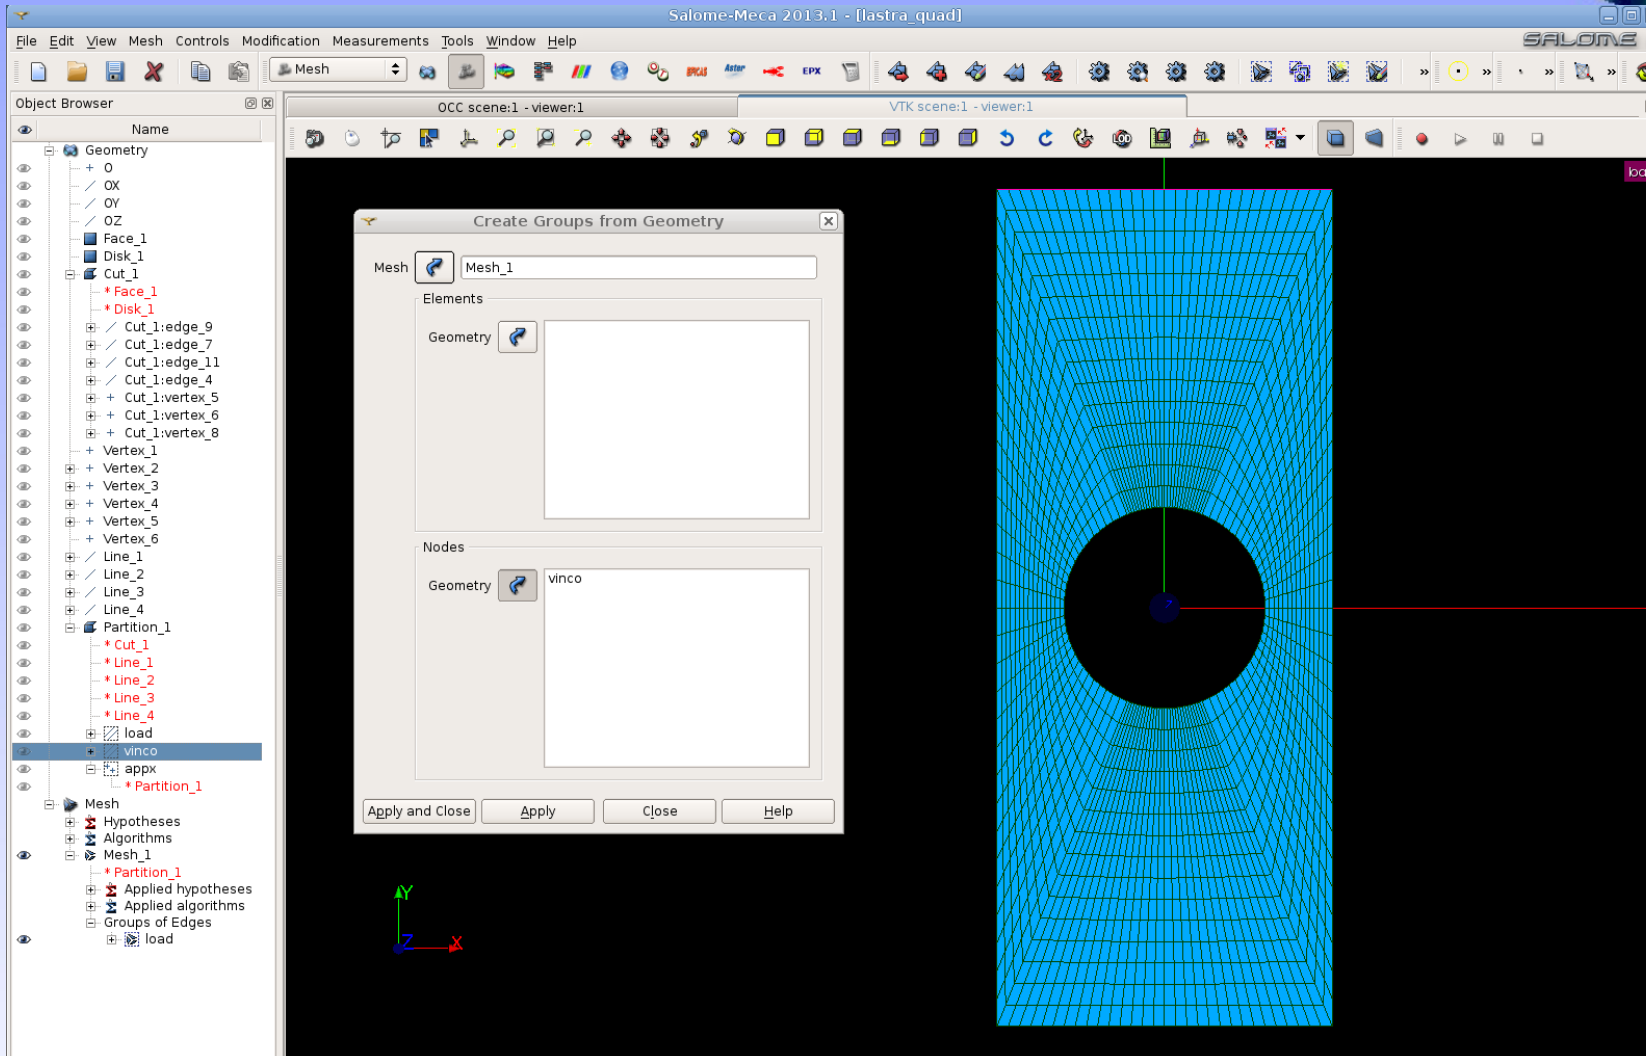 Salome-Meca 2013.1 - [lastra_quad]
File Edit View Mesh Controls Modification Measurements Tools Window Help
SALOME
Mesh
EPX
Object Browser
OCC scene:1 - viewer:1
VTK scene:1 - viewer:1
Name
Geometry
O
OX
OY
OZ
Face_1
Disk_1
Cut_1
* Face_1
* Disk_1
Cut_1:edge_9
Cut_1:edge_7
Cut_1:edge_11
Cut_1:edge_4
Cut_1:vertex_5
Cut_1:vertex_6
Cut_1:vertex_8
Vertex_1
Vertex_2
Vertex_3
Vertex_4
Vertex_5
Vertex_6
Line_1
Line_2
Line_3
Line_4
Partition_1
* Cut_1
* Line_1
* Line_2
* Line_3
* Line_4
load
vinco
appx
* Partition_1
Mesh
Hypotheses
Algorithms
Mesh_1
* Partition_1
Applied hypotheses
Applied algorithms
Groups of Edges
load
Create Groups from Geometry
Mesh
Mesh_1
Elements
Geometry
Nodes
Geometry
vinco
Apply and Close
Apply
Close
Help
Y
Z
X
Z
loa